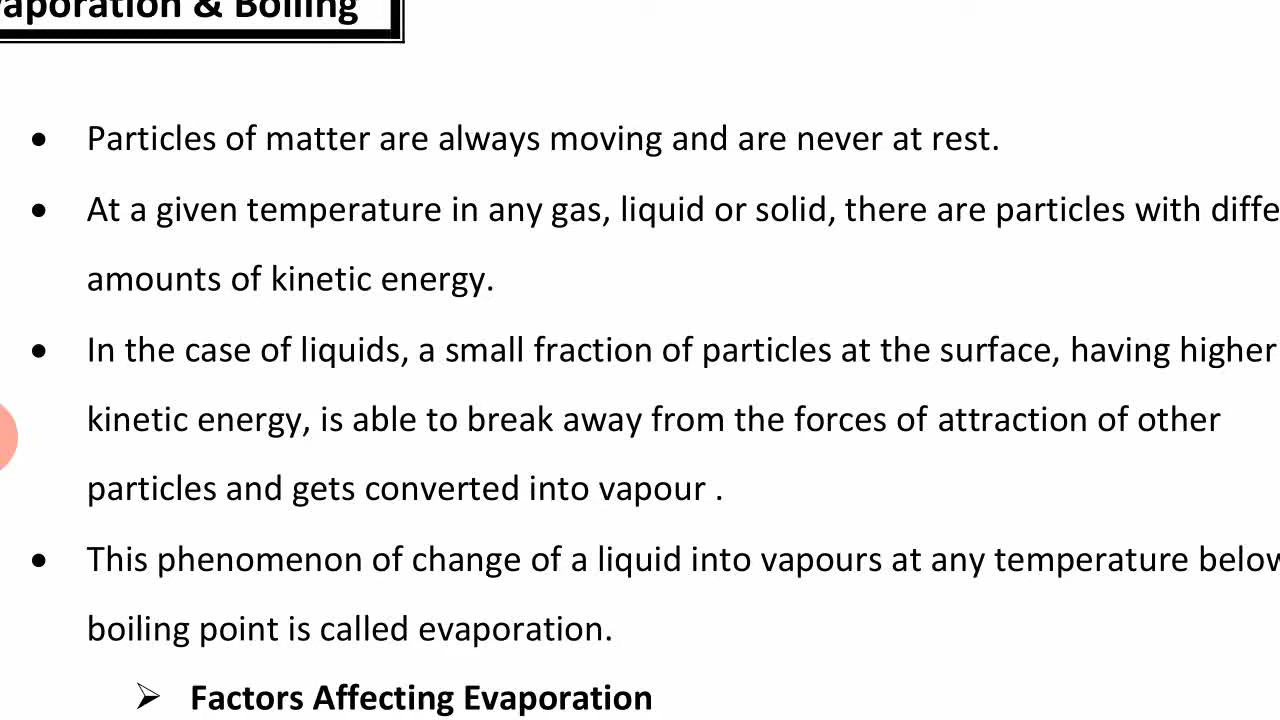 vaporation & Boiling
• Particles of matter are always moving and are never at rest.
• At a given temperature in any gas, liquid or solid, there are particles with diffe
amounts of kinetic energy.
• In the case of liquids, a small fraction of particles at the surface, having higher
kinetic energy, is able to break away from the forces of attraction of other
particles and gets converted into vapour .
• This phenomenon of change of a liquid into vapours at any temperature below
boiling point is called evaporation.
➢ Factors Affecting Evaporation